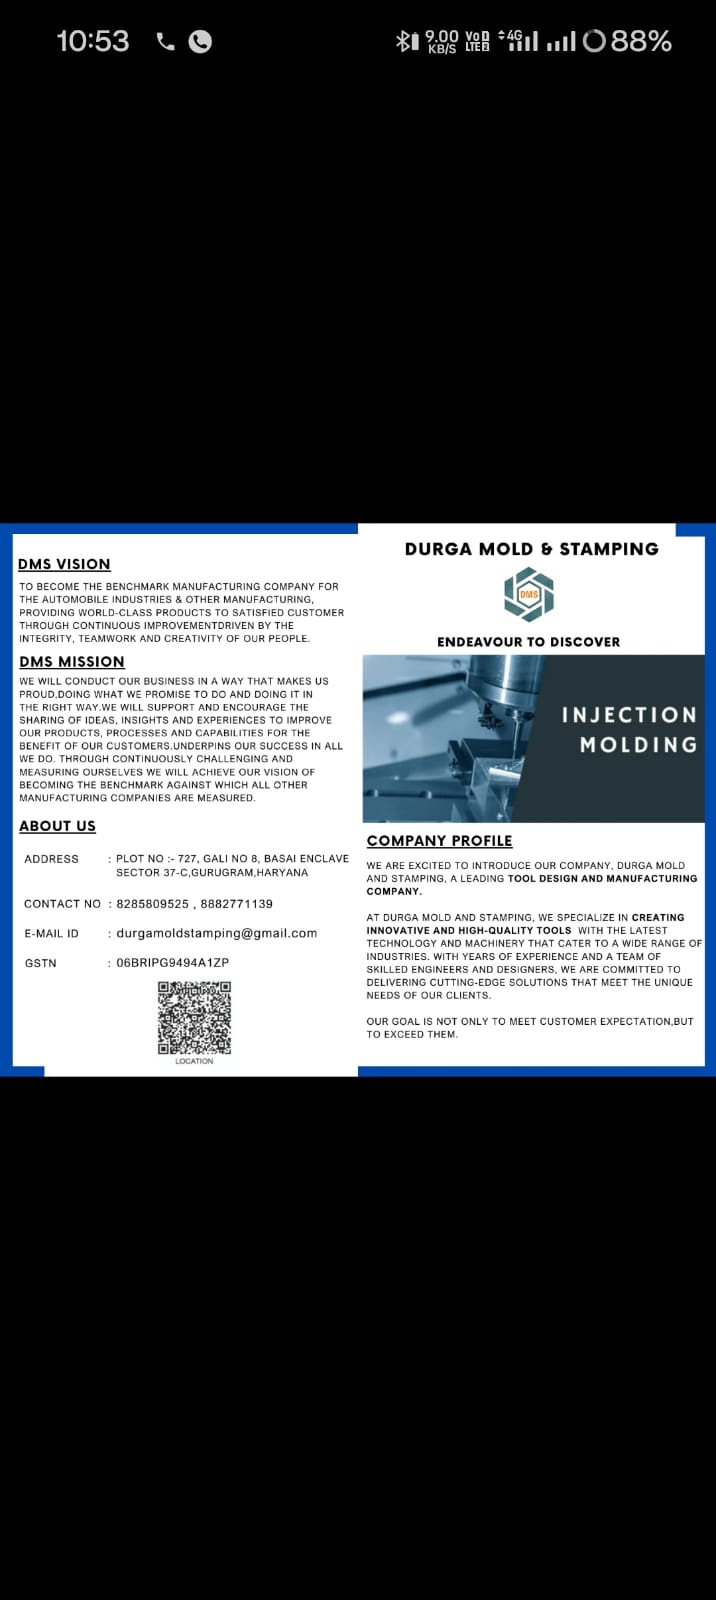 10:53
9.00 KB/S
VoD LTE 2
4G
88%
DMS VISION
TO BECOME THE BENCHMARK MANUFACTURING COMPANY FOR
THE AUTOMOBILE INDUSTRIES & OTHER MANUFACTURING,
PROVIDING WORLD-CLASS PRODUCTS TO SATISFIED CUSTOMER
THROUGH CONTINUOUS IMPROVEMENTDRIVEN BY THE
INTEGRITY, TEAMWORK AND CREATIVITY OF OUR PEOPLE.
DMS MISSION
WE WILL CONDUCT OUR BUSINESS IN A WAY THAT MAKES US
PROUD,DOING WHAT WE PROMISE TO DO AND DOING IT IN
THE RIGHT WAY.WE WILL SUPPORT AND ENCOURAGE THE
SHARING OF IDEAS, INSIGHTS AND EXPERIENCES TO IMPROVE
OUR PRODUCTS, PROCESSES AND CAPABILITIES FOR THE
BENEFIT OF OUR CUSTOMERS.UNDERPINS OUR SUCCESS IN ALL
WE DO. THROUGH CONTINUOUSLY CHALLENGING AND
MEASURING OURSELVES WE WILL ACHIEVE OUR VISION OF
BECOMING THE BENCHMARK AGAINST WHICH ALL OTHER
MANUFACTURING COMPANIES ARE MEASURED.
ABOUT US
ADDRESS : PLOT NO :- 727, GALI NO 8, BASAI ENCLAVE
SECTOR 37-C,GURUGRAM,HARYANA
CONTACT NO : 8285809525 , 8882771139
E-MAIL ID : durgamoldstamping@gmail.com
GSTN : 06BRIPG9494A1ZP
LOCATION
DURGA MOLD & STAMPING
DMS
ENDEAVOUR TO DISCOVER
INJECTION
MOLDING
COMPANY PROFILE
WE ARE EXCITED TO INTRODUCE OUR COMPANY, DURGA MOLD
AND STAMPING, A LEADING TOOL DESIGN AND MANUFACTURING
COMPANY.
AT DURGA MOLD AND STAMPING, WE SPECIALIZE IN CREATING
INNOVATIVE AND HIGH-QUALITY TOOLS WITH THE LATEST
TECHNOLOGY AND MACHINERY THAT CATER TO A WIDE RANGE OF
INDUSTRIES. WITH YEARS OF EXPERIENCE AND A TEAM OF
SKILLED ENGINEERS AND DESIGNERS, WE ARE COMMITTED TO
DELIVERING CUTTING-EDGE SOLUTIONS THAT MEET THE UNIQUE
NEEDS OF OUR CLIENTS.
OUR GOAL IS NOT ONLY TO MEET CUSTOMER EXPECTATION,BUT
TO EXCEED THEM.